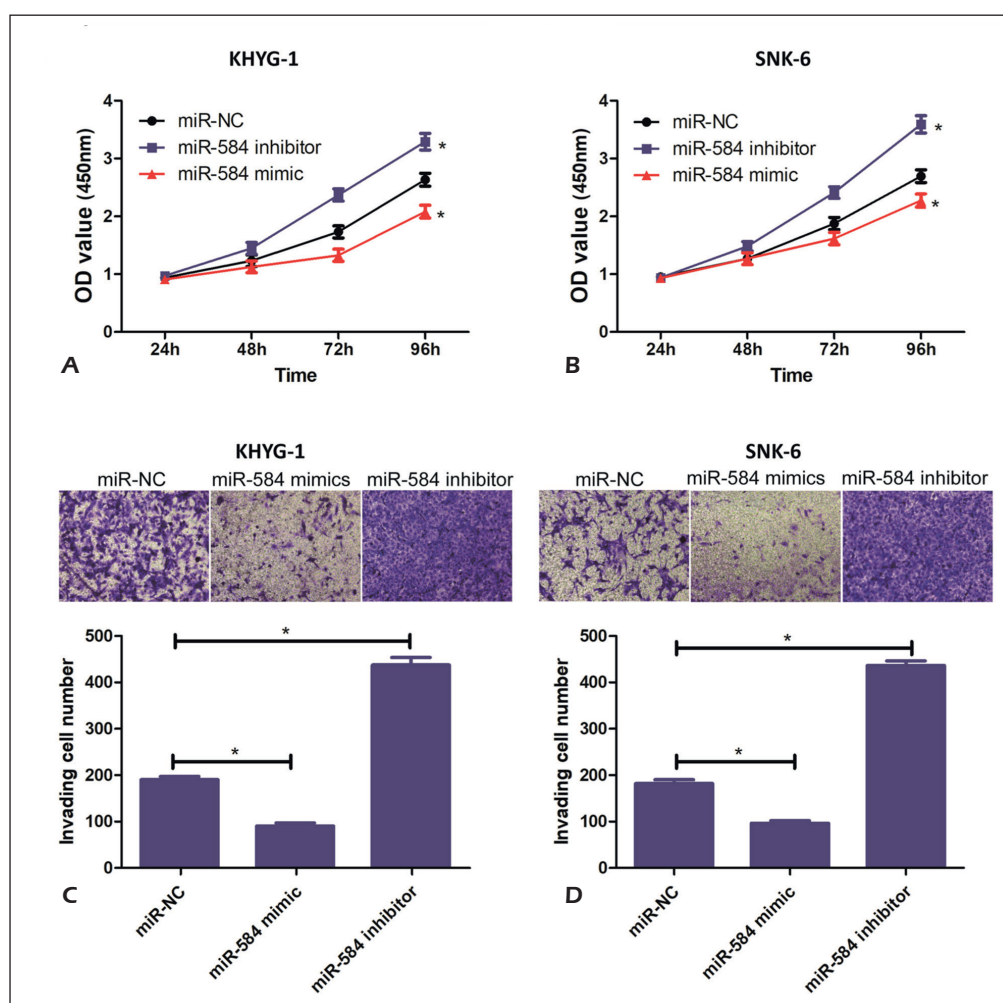 KHYG-1
miR-NC
miR-584 inhibitor
miR-584 mimic
*
*
OD value (450nm)
4
3
2
1
0
24h 48h 72h 96h
Time
A
SNK-6
miR-NC
miR-584 inhibitor
miR-584 mimic
*
*
OD value (450nm)
4
3
2
1
0
24h 48h 72h 96h
Time
B
KHYG-1
miR-NC miR-584 mimics miR-584 inhibitor
Invading cell number
500
400
300
200
100
0
*
*
miR-NC
miR-584 mimic
miR-584 inhibitor
C
SNK-6
miR-NC miR-584 mimics miR-584 inhibitor
Invading cell number
500
400
300
200
100
0
*
*
miR-NC
miR-584 mimic
miR-584 inhibitor
D